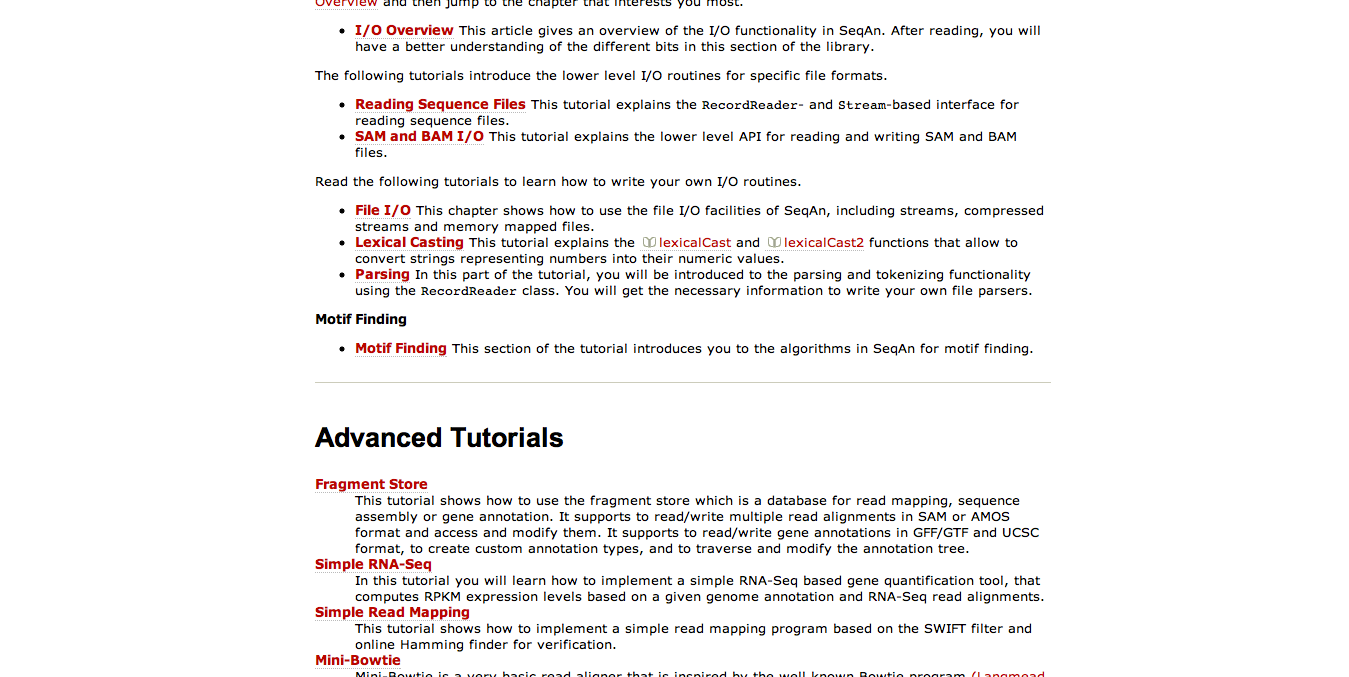 Overview and then jump to the chapter that interests you most.
• I/O Overview This article gives an overview of the I/O functionality in SeqAn. After reading, you will
have a better understanding of the different bits in this section of the library.
The following tutorials introduce the lower level I/O routines for specific file formats.
• Reading Sequence Files This tutorial explains the RecordReader- and Stream-based interface for
reading sequence files.
• SAM and BAM I/O This tutorial explains the lower level API for reading and writing SAM and BAM
files.
Read the following tutorials to learn how to write your own I/O routines.
• File I/O This chapter shows how to use the file I/O facilities of SeqAn, including streams, compressed
streams and memory mapped files.
• Lexical Casting This tutorial explains the lexicalCast and lexicalCast2 functions that allow to
convert strings representing numbers into their numeric values.
• Parsing In this part of the tutorial, you will be introduced to the parsing and tokenizing functionality
using the RecordReader class. You will get the necessary information to write your own file parsers.
Motif Finding
• Motif Finding This section of the tutorial introduces you to the algorithms in SeqAn for motif finding.
Advanced Tutorials
Fragment Store
This tutorial shows how to use the fragment store which is a database for read mapping, sequence
assembly or gene annotation. It supports to read/write multiple read alignments in SAM or AMOS
format and access and modify them. It supports to read/write gene annotations in GFF/GTF and UCSC
format, to create custom annotation types, and to traverse and modify the annotation tree.
Simple RNA-Seq
In this tutorial you will learn how to implement a simple RNA-Seq based gene quantification tool, that
computes RPKM expression levels based on a given genome annotation and RNA-Seq read alignments.
Simple Read Mapping
This tutorial shows how to implement a simple read mapping program based on the SWIFT filter and
online Hamming finder for verification.
Mini-Bowtie
Mini-Bowtie is a very basic read aligner that is inspired by the well known Bowtie program (Langmead